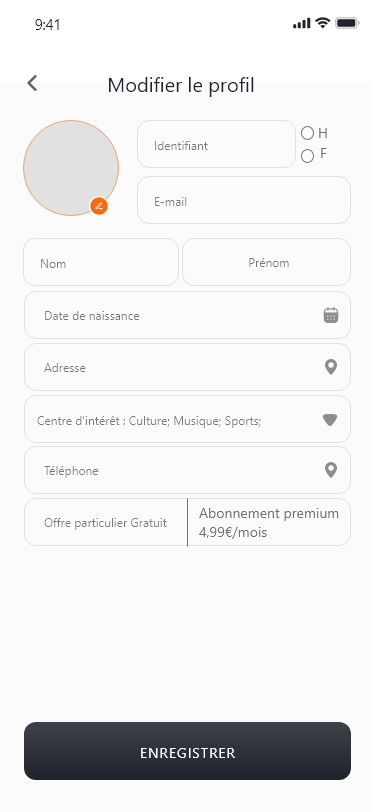 9:41
Modifier le profil
Identifiant
H
F
E-mail
Nom
Prénom
Date de naissance
Adresse
Centre d'intérêt : Culture; Musique; Sports;
Téléphone
Offre particulier Gratuit
Abonnement premium
4,99€/mois
ENREGISTRER